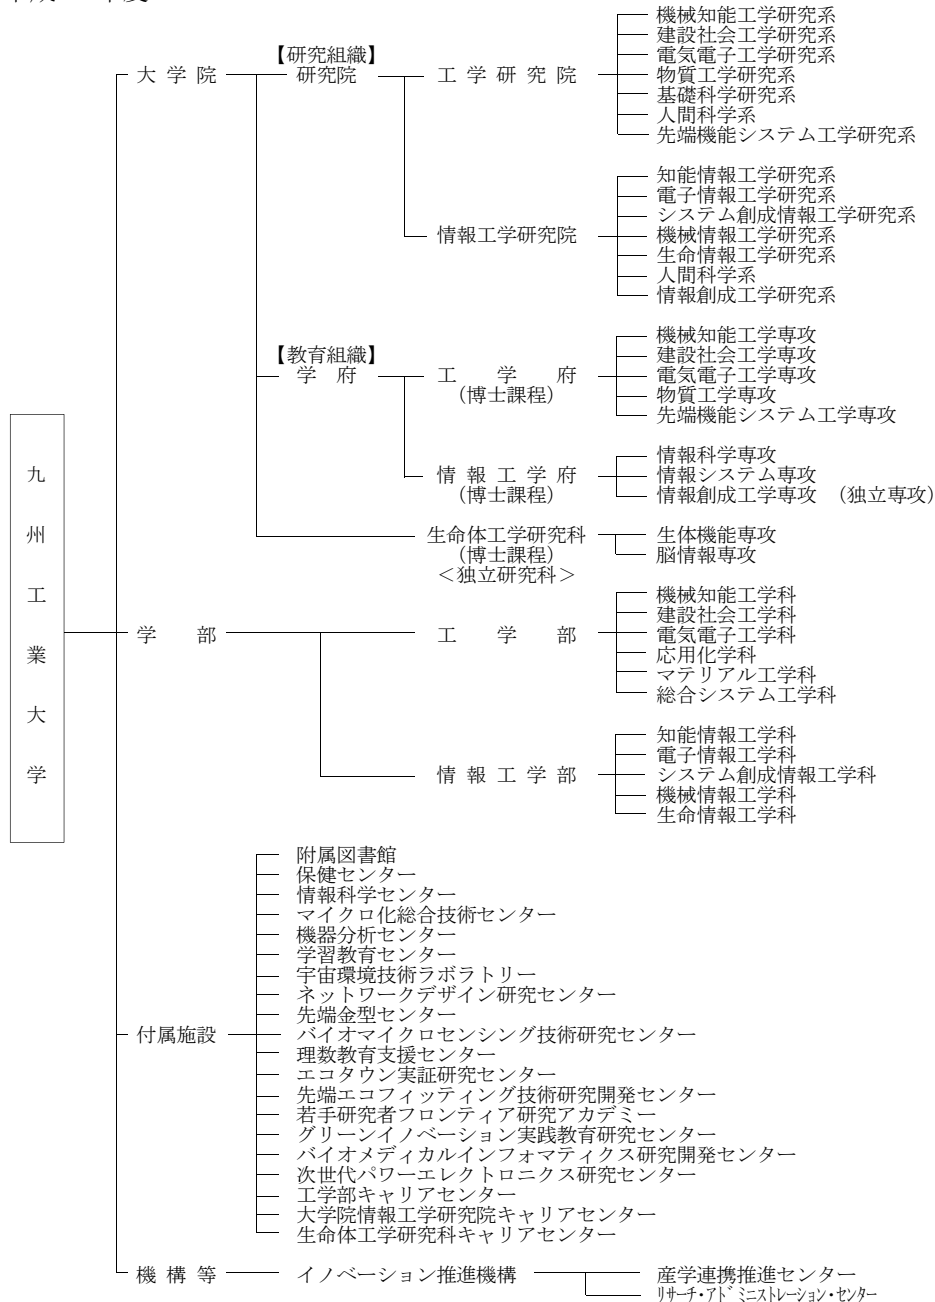 大学院
【研究組織】
研究院
工学研究院
機械知能工学研究系
建設社会工学研究系
電気電子工学研究系
物質工学研究系
基礎科学研究系
人間科学系
先端機能システム工学研究系
情報工学研究院
知能情報工学研究系
電子情報工学研究系
システム創成情報工学研究系
機械情報工学研究系
生命情報工学研究系
人間科学系
情報創成工学研究系
【教育組織】
学府
工学府
(博士課程)
機械知能工学専攻
建設社会工学専攻
電気電子工学専攻
物質工学専攻
先端機能システム工学専攻
情報工学府
(博士課程)
情報科学専攻
情報システム専攻
情報創成工学専攻 (独立専攻)
生命体工学研究科
(博士課程)
<独立研究科>
生体機能専攻
脳情報専攻
九州工業大学
学部
工学部
機械知能工学科
建設社会工学科
電気電子工学科
応用化学科
マテリアル工学科
総合システム工学科
情報工学部
知能情報工学科
電子情報工学科
システム創成情報工学科
機械情報工学科
生命情報工学科
付属施設
附属図書館
保健センター
情報科学センター
マイクロ化総合技術センター
機器分析センター
学習教育センター
宇宙環境技術ラボラトリー
ネットワークデザイン研究センター
先端金型センター
バイオマイクロセンシング技術研究センター
理数教育支援センター
エコタウン実証研究センター
先端エコフィッティング技術研究開発センター
若手研究者フロンティア研究アカデミー
グリーンイノベーション実践教育研究センター
バイオメディカルインフォマティクス研究開発センター
次世代パワーエレクトロニクス研究センター
工学部キャリアセンター
大学院情報工学研究院キャリアセンター
生命体工学研究科キャリアセンター
機構等
イノベーション推進機構
産学連携推進センター
リサーチ・アドミニストレーション・センター